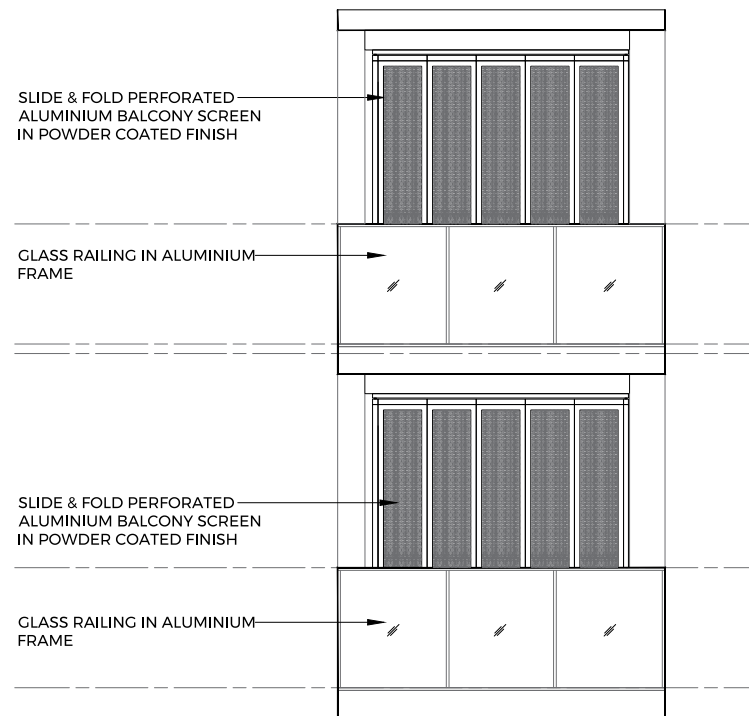 SLIDE & FOLD PERFORATED
ALUMINIUM BALCONY SCREEN
IN POWDER COATED FINISH
GLASS RAILING IN ALUMINIUM
FRAME
SLIDE & FOLD PERFORATED
ALUMINIUM BALCONY SCREEN
IN POWDER COATED FINISH
GLASS RAILING IN ALUMINIUM
FRAME